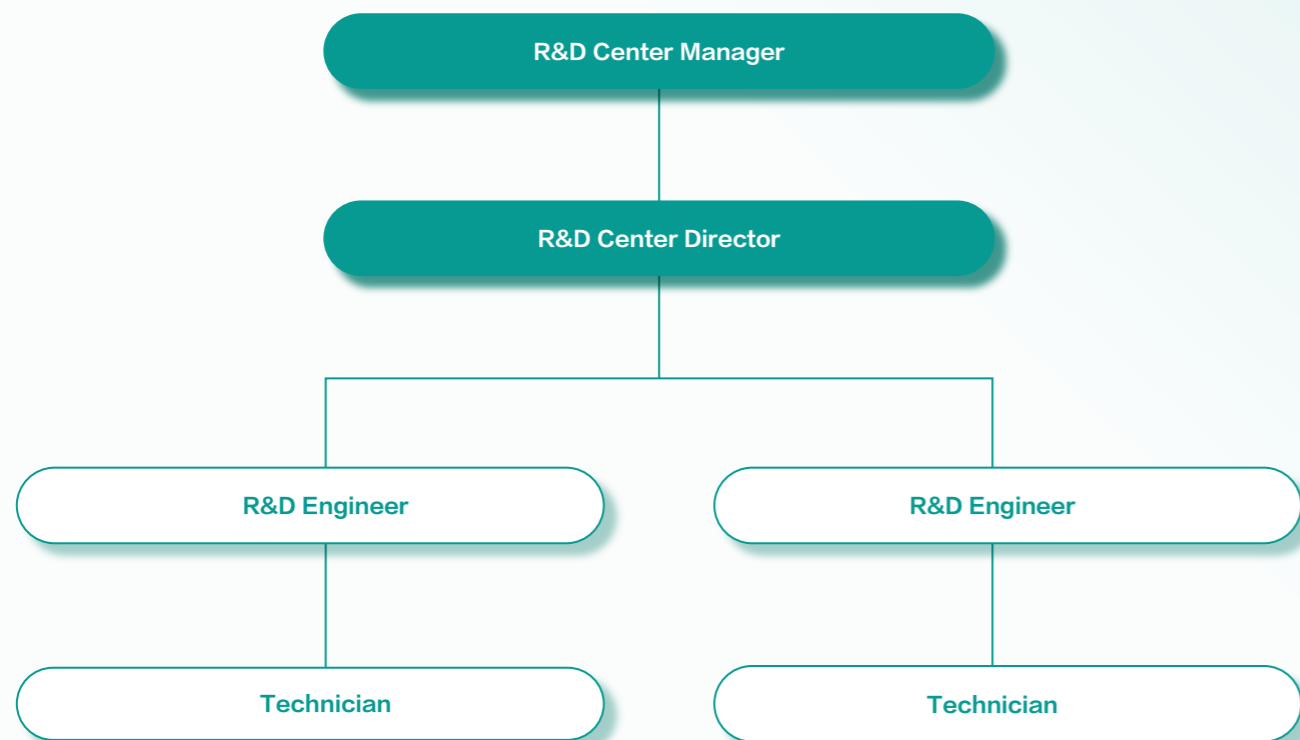 R&D Center Manager
R&D Center Director
R&D Engineer
R&D Engineer
Technician
Technician